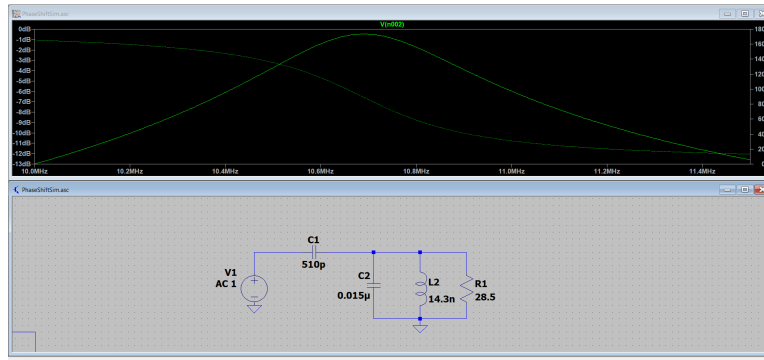 PhaseShiftSim.asc
V(n002)
0dB
-1dB
-2dB
-3dB
-4dB
-5dB
-6dB
-7dB
-8dB
-9dB
-10dB
-11dB
-12dB
-13dB
180
160
140
120
100
80
60
40
20
0
10.0MHz 10.2MHz 10.4MHz 10.6MHz 10.8MHz 11.0MHz 11.2MHz 11.4MHz
PhaseShiftSim.asc
C1
510p
V1
AC 1
C2
0.015µ
L2
14.3n
R1
28.5